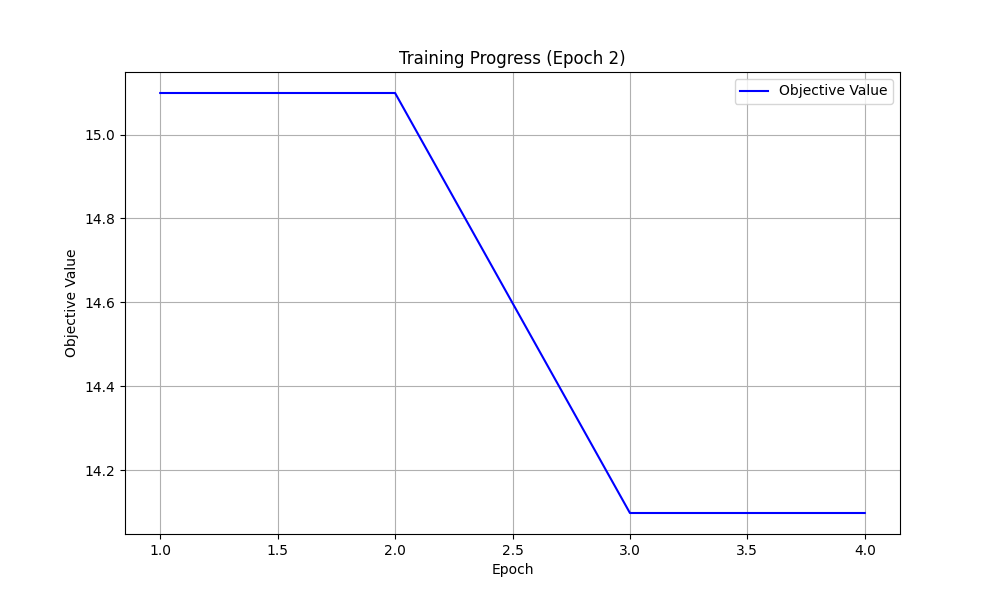 Training Progress (Epoch 2)
Objective Value
15.0
14.8
14.6
14.4
14.2
Objective Value
1.0 1.5 2.0 2.5 3.0 3.5 4.0
Epoch